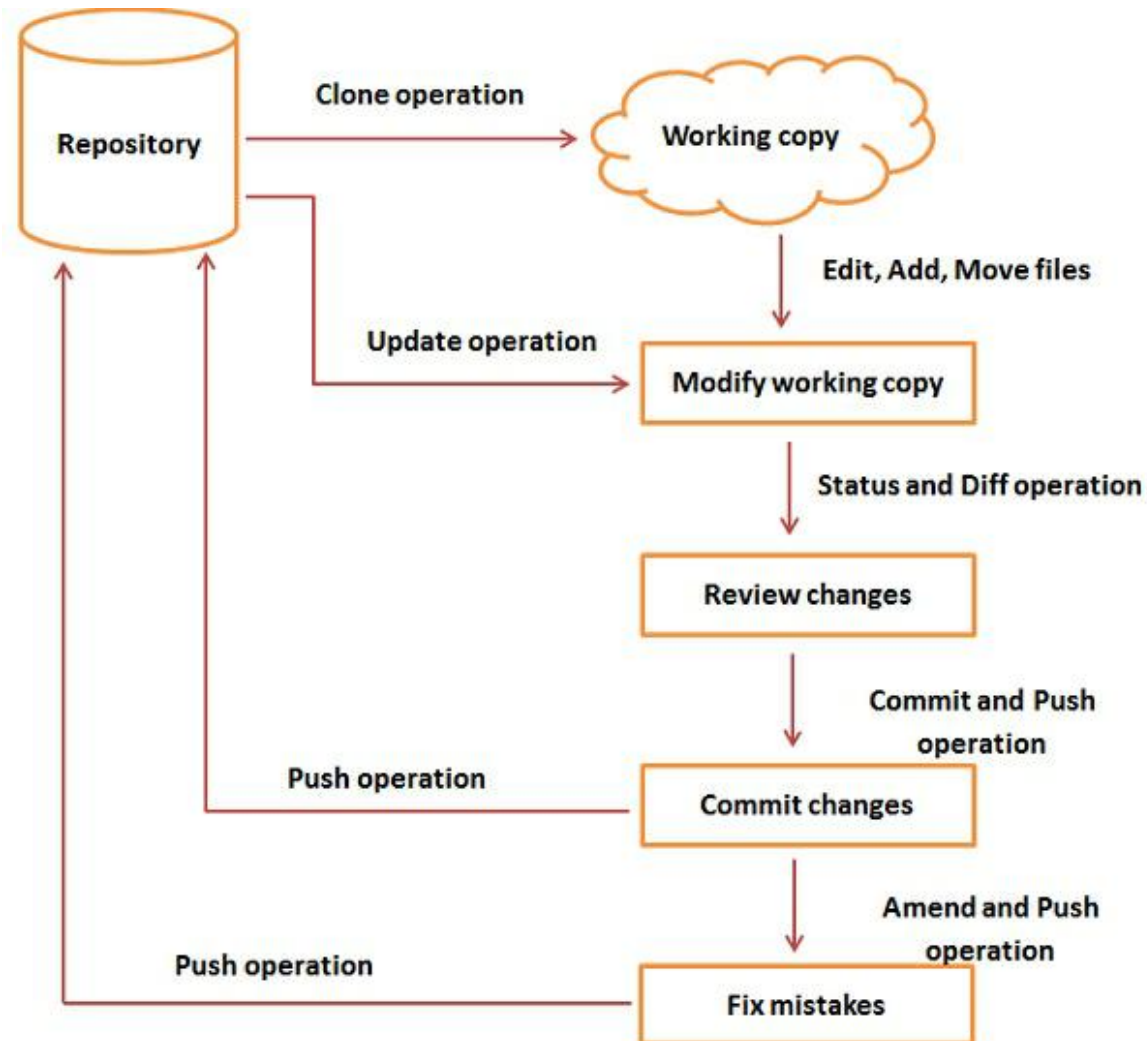 Clone operation
Repository
Working copy
Edit, Add, Move files
Update operation
Modify working copy
Status and Diff operation
Review changes
Commit and Push
operation
Push operation
Commit changes
Amend and Push
operation
Push operation
Fix mistakes